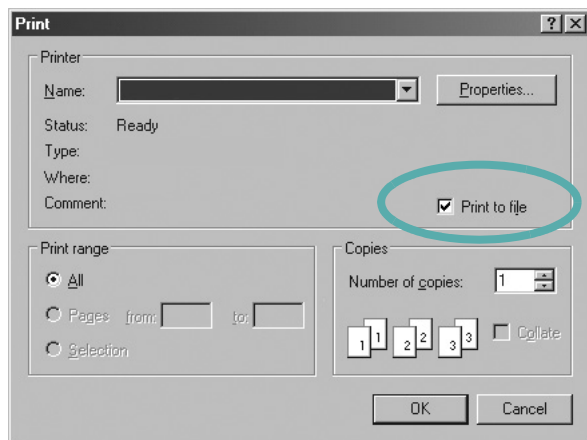 Print
Printer
Name:
Properties...
Status: Ready
Type:
Where:
Comment:
Print to file
Print range
All
Pages from: to:
Selection
Copies
Number of copies: 1
1 1 2 2 3 3
Collate
OK
Cancel